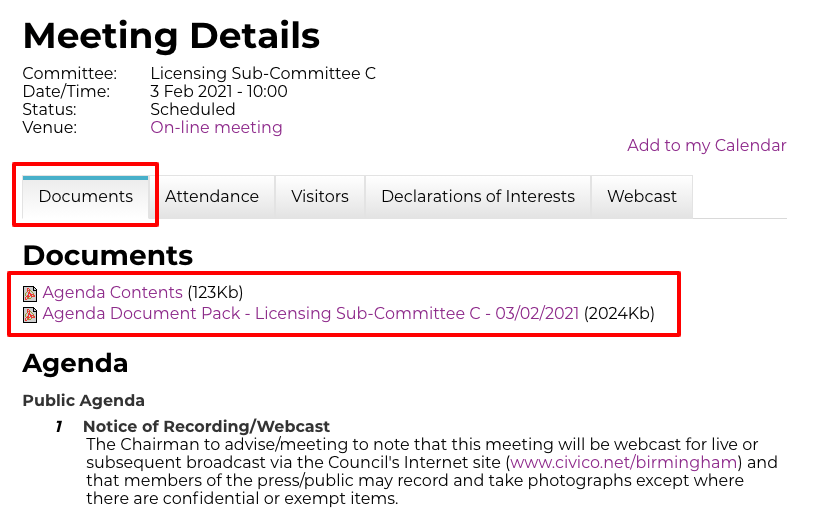 Meeting Details
Committee: Licensing Sub-Committee C
Date/Time: 3 Feb 2021 - 10:00
Status: Scheduled
Venue: On-line meeting
Add to my Calendar
Documents Attendance Visitors Declarations of Interests Webcast
Documents
Agenda Contents (123Kb)
Agenda Document Pack - Licensing Sub-Committee C - 03/02/2021 (2024Kb)
Agenda
Public Agenda
1 Notice of Recording/Webcast
The Chairman to advise/meeting to note that this meeting will be webcast for live or
subsequent broadcast via the Council's Internet site (www.civico.net/birmingham) and
that members of the press/public may record and take photographs except where
there are confidential or exempt items.